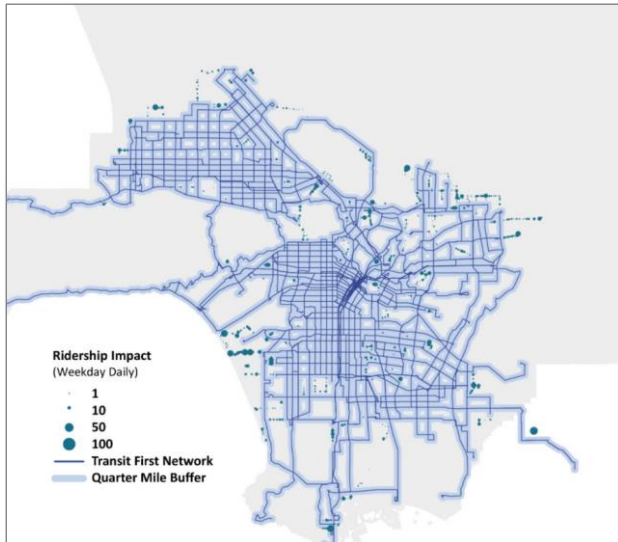 Ridership Impact
(Weekday Daily)
1
10
50
100
Transit First Network
Quarter Mile Buffer